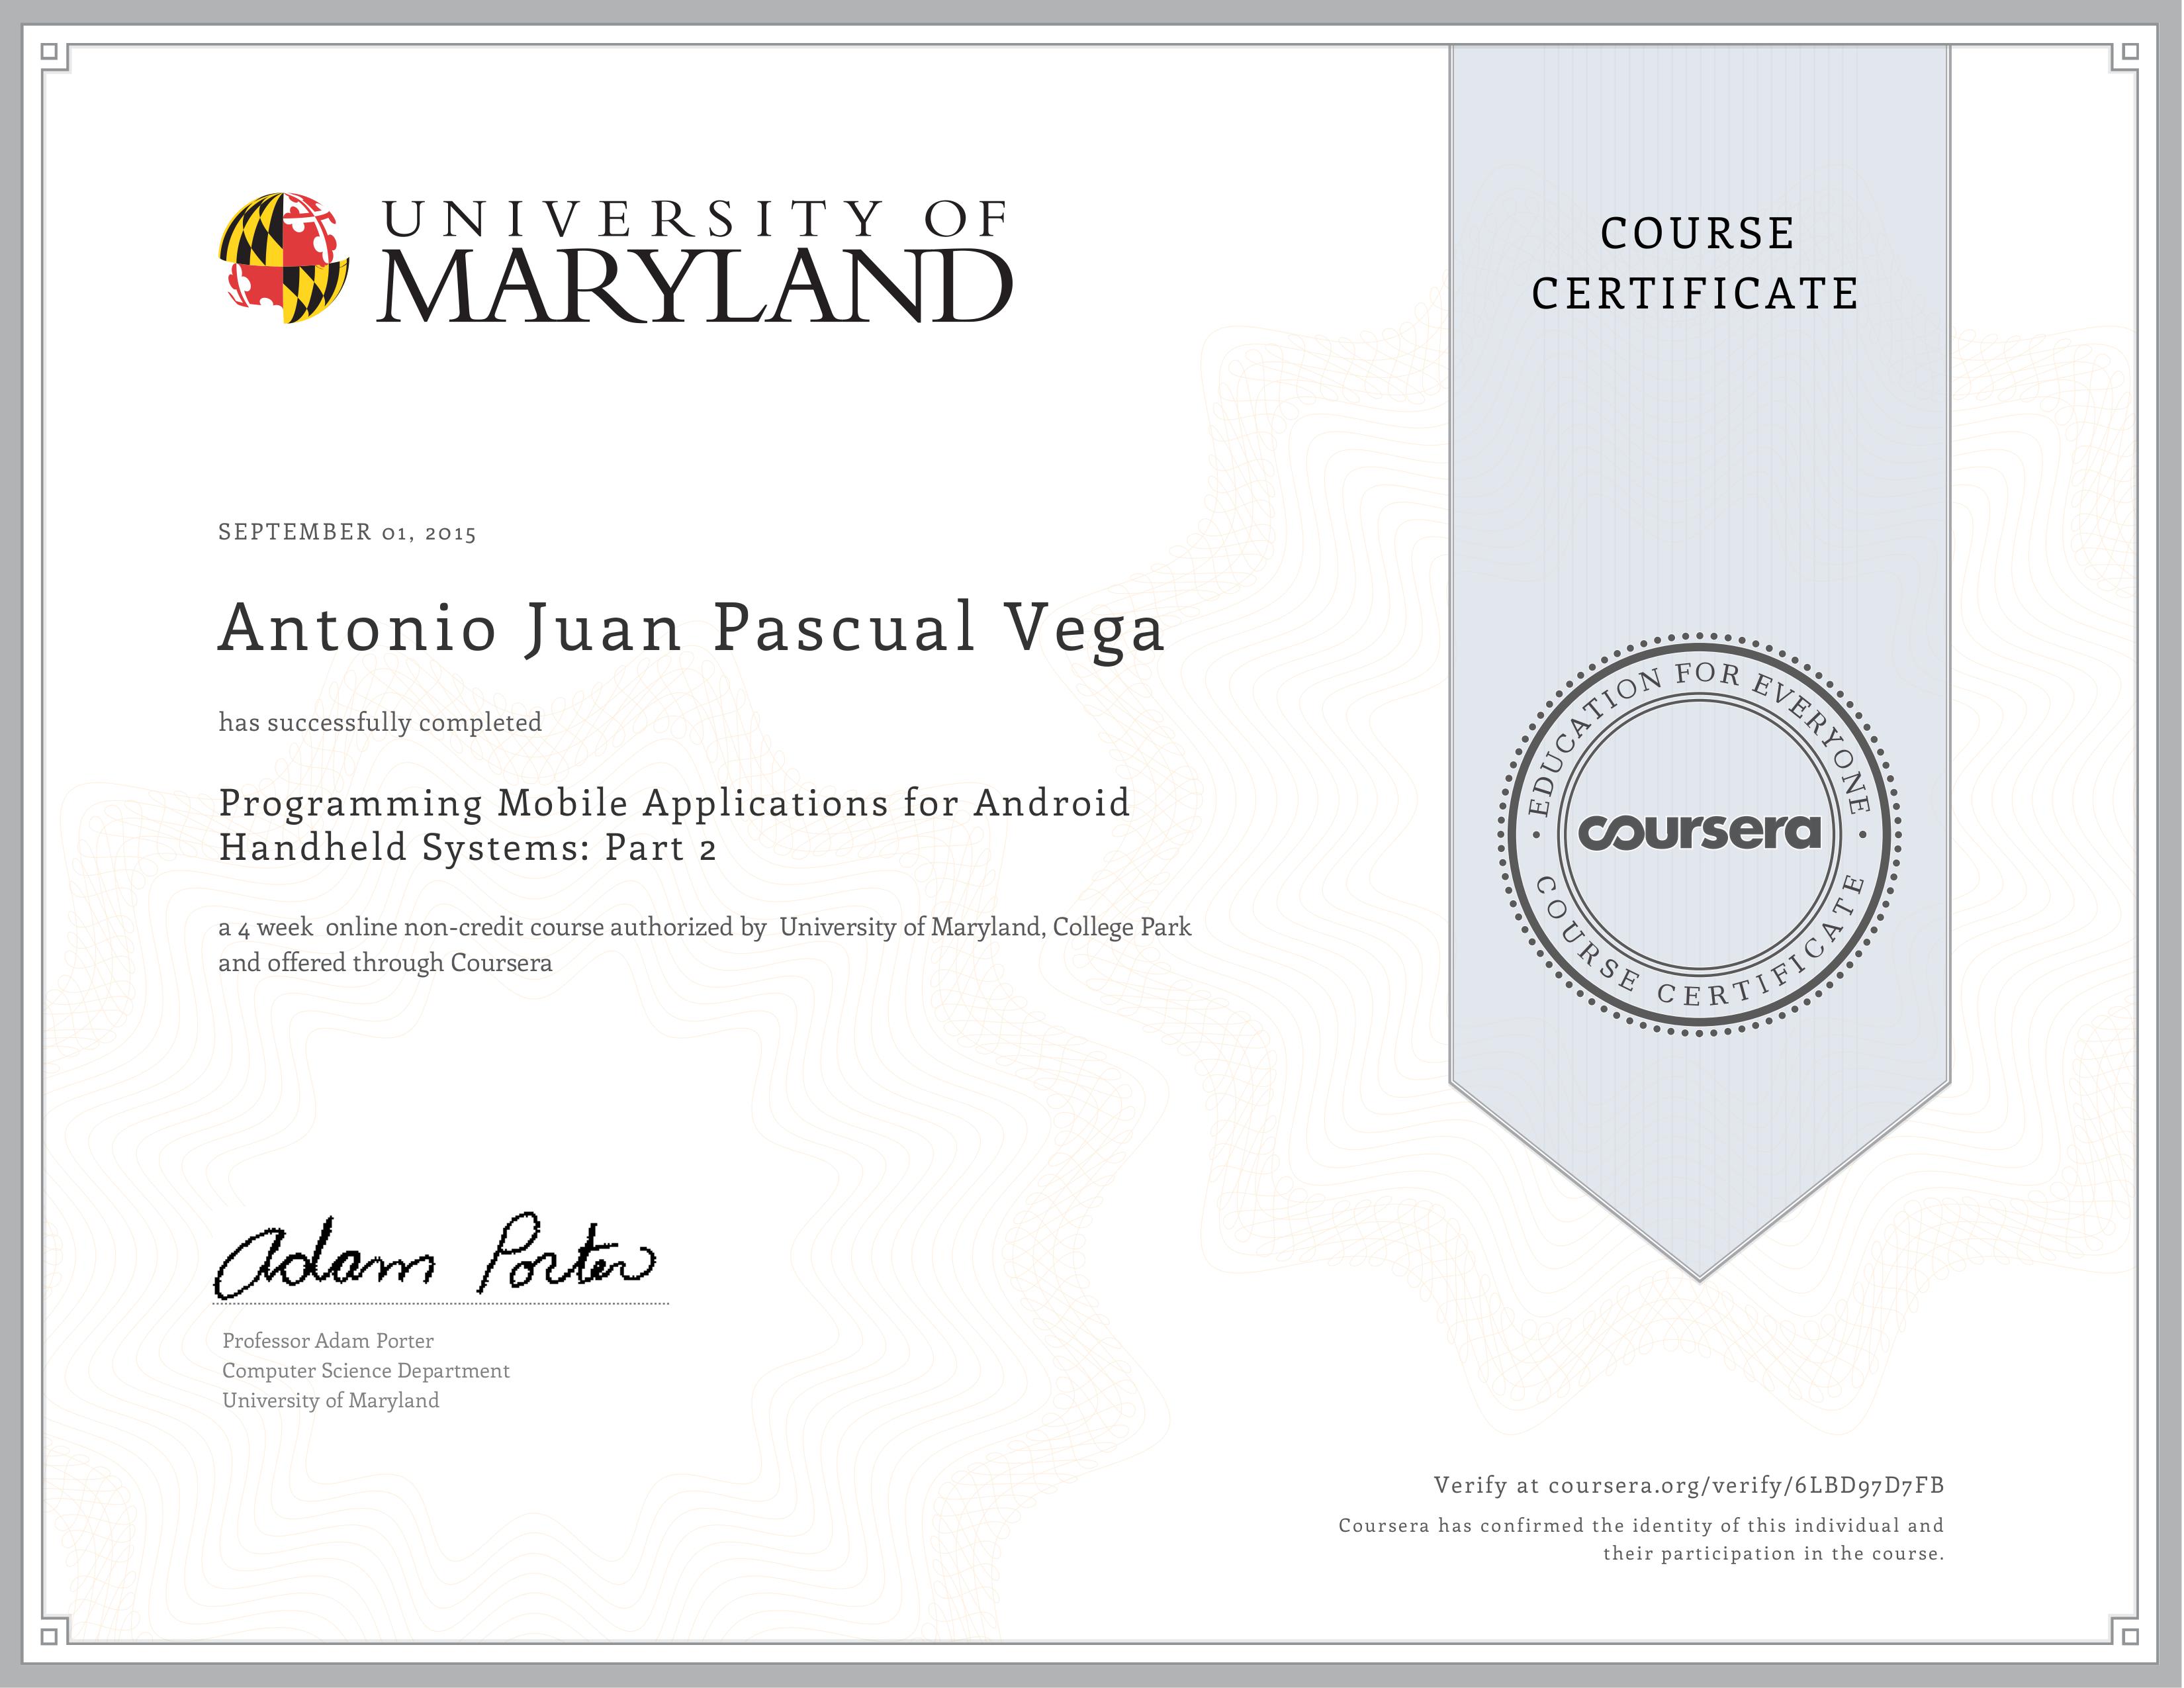 UNIVERSITY OF
MARYLAND
COURSE
CERTIFICATE
SEPTEMBER 01, 2015
Antonio Juan Pascual Vega
has successfully completed
Programming Mobile Applications for Android
Handheld Systems: Part 2
a 4 week  online non-credit course authorized by  University of Maryland, College Park
and offered through Coursera
EDUCATION FOR EVERYONE
coursera
COURSE CERTIFICATE
Adam Porter
Professor Adam Porter
Computer Science Department
University of Maryland
Verify at coursera.org/verify/6LBD97D7FB
Coursera has confirmed the identity of this individual and
their participation in the course.